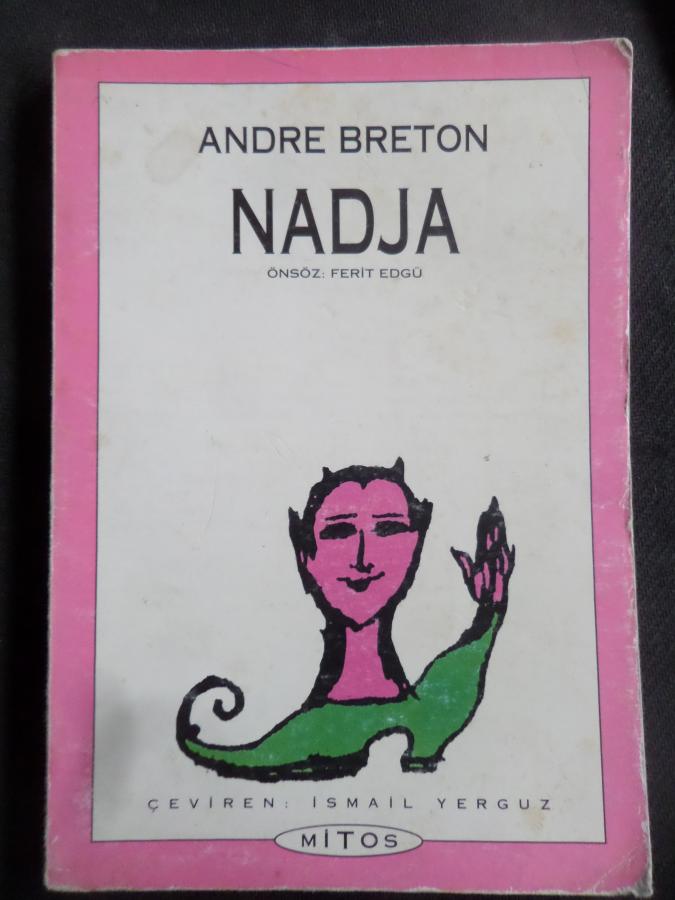 ANDRE BRETON
NADJA
ÖNSÖZ: FERİT EDGÜ
ÇEVİREN: İSMAİL YERGUZ
MİTOS